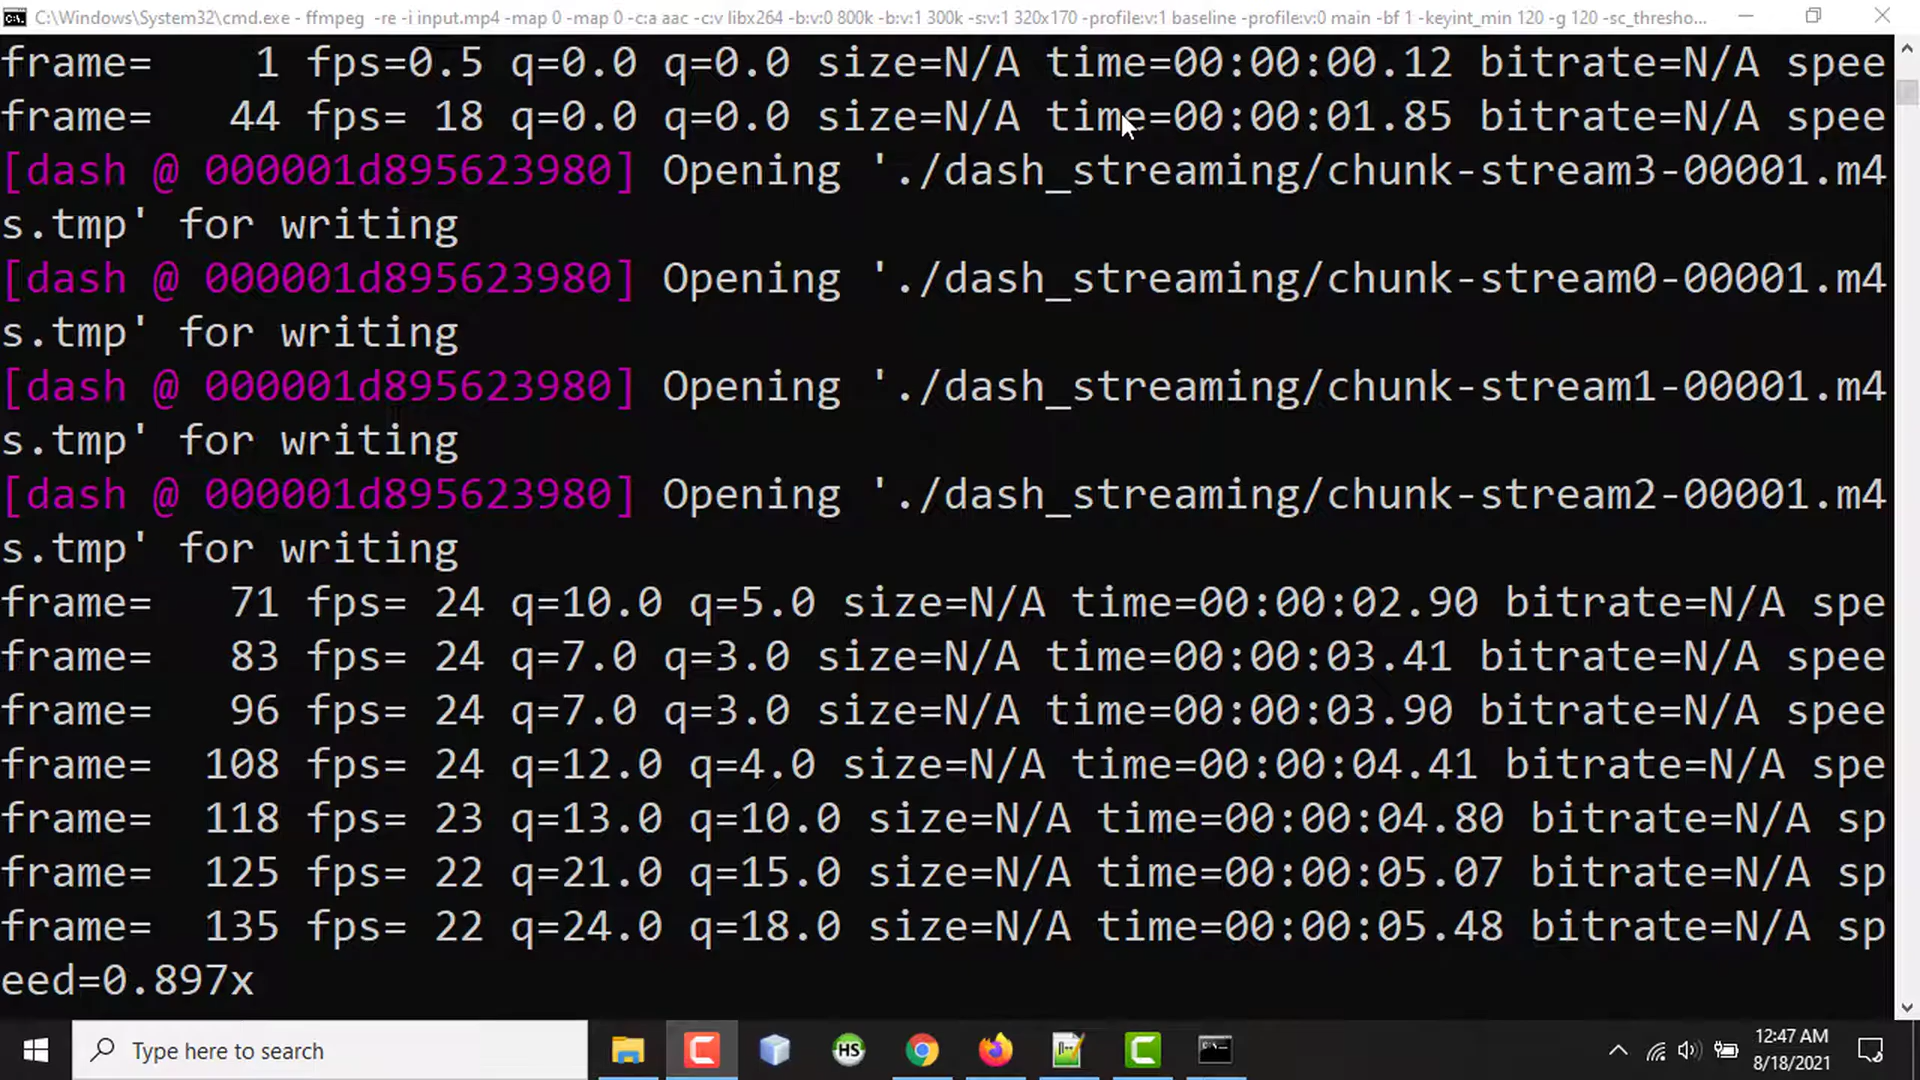 C:\Windows\System32\cmd.exe - ffmpeg -re -i input.mp4 -map 0 -map 0 -c:a aac -c:v libx264 -b:v:0 800k -b:v:1 300k -s:v:1 320x170 -profile:v:1 baseline -profile:v:0 main -bf 1 -keyint_min 120 -g 120 -sc_thresho...
frame=    1 fps=0.5 q=0.0 q=0.0 size=N/A time=00:00:00.12 bitrate=N/A spee
frame=   44 fps= 18 q=0.0 q=0.0 size=N/A time=00:00:01.85 bitrate=N/A spee
[dash @ 000001d895623980] Opening './dash_streaming/chunk-stream3-00001.m4
s.tmp' for writing
[dash @ 000001d895623980] Opening './dash_streaming/chunk-stream0-00001.m4
s.tmp' for writing
[dash @ 000001d895623980] Opening './dash_streaming/chunk-stream1-00001.m4
s.tmp' for writing
[dash @ 000001d895623980] Opening './dash_streaming/chunk-stream2-00001.m4
s.tmp' for writing
frame=   71 fps= 24 q=10.0 q=5.0 size=N/A time=00:00:02.90 bitrate=N/A spe
frame=   83 fps= 24 q=7.0 q=3.0 size=N/A time=00:00:03.41 bitrate=N/A spee
frame=   96 fps= 24 q=7.0 q=3.0 size=N/A time=00:00:03.90 bitrate=N/A spee
frame=  108 fps= 24 q=12.0 q=4.0 size=N/A time=00:00:04.41 bitrate=N/A spe
frame=  118 fps= 23 q=13.0 q=10.0 size=N/A time=00:00:04.80 bitrate=N/A sp
frame=  125 fps= 22 q=21.0 q=15.0 size=N/A time=00:00:05.07 bitrate=N/A sp
frame=  135 fps= 22 q=24.0 q=18.0 size=N/A time=00:00:05.48 bitrate=N/A sp
eed=0.897x
Type here to search
HS
12:47 AM
8/18/2021